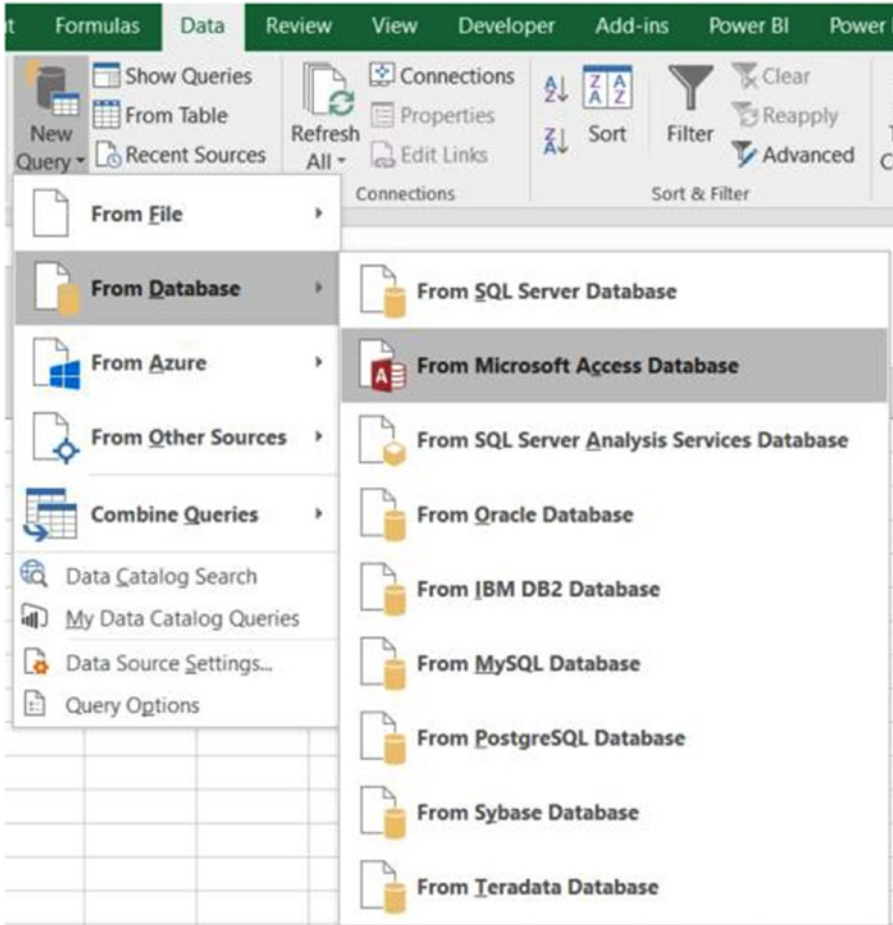 Formulas Data Review View Developer Add-ins Power BI Power
New Query
Show Queries
From Table
Recent Sources
Refresh All
Connections
Properties
Edit Links
Connections
A Z
Z A
Z A A Z
Sort
Filter
Clear
Reapply
Advanced
Sort & Filter
From File
From Database
From Azure
From Other Sources
Combine Queries
Data Catalog Search
My Data Catalog Queries
Data Source Settings...
Query Options
From SQL Server Database
A
From Microsoft Access Database
From SQL Server Analysis Services Database
From Oracle Database
From IBM DB2 Database
From MySQL Database
From PostgreSQL Database
From Sybase Database
From Teradata Database